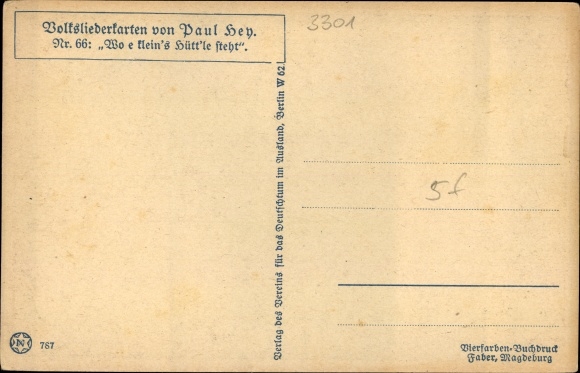 Volksliederkarten von Paul Hey.
Nr. 66: „Wo e klein's Hütt'le steht“.
3301
Verlag des Vereins für das Deutschtum im Ausland, Berlin W 62
5f
N 787
Vierfarben-Buchdruck
Faber, Magdeburg